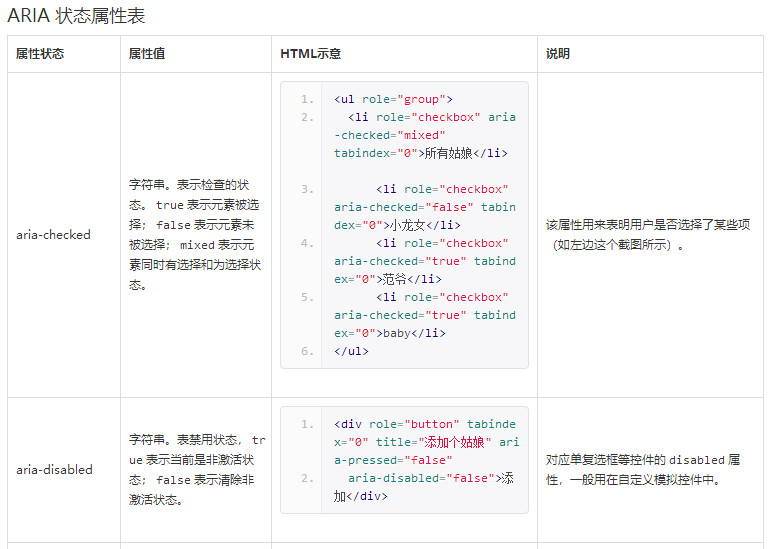 ARIA 状态属性表
属性状态
属性值
HTML示意
说明
aria-checked
字符串。表示检查的状
态。 true 表示元素被选
择； false 表示元素未
被选择； mixed 表示元
素同时有选择和为选择状
态。
1. <ul role="group">
2. <li role="checkbox" aria
-checked="mixed"
tabindex="0">所有姑娘</li>
3. <li role="checkbox"
aria-checked="false" tabin
dex="0">小龙女</li>
4. <li role="checkbox"
aria-checked="true" tabind
ex="0">范爷</li>
5. <li role="checkbox"
aria-checked="true" tabind
ex="0">baby</li>
6. </ul>
该属性用来表明用户是否选择了某些项
（如左边这个截图所示）。
aria-disabled
字符串。表禁用状态， tr
ue 表示当前是非激活状
态； false 表示清除非
激活状态。
1. <div role="button" tabinde
x="0" title="添加个姑娘" ari
a-pressed="false"
2. aria-disabled="false">添
加</div>
对应单复选框等控件的 disabled 属
性，一般用在自定义模拟控件中。